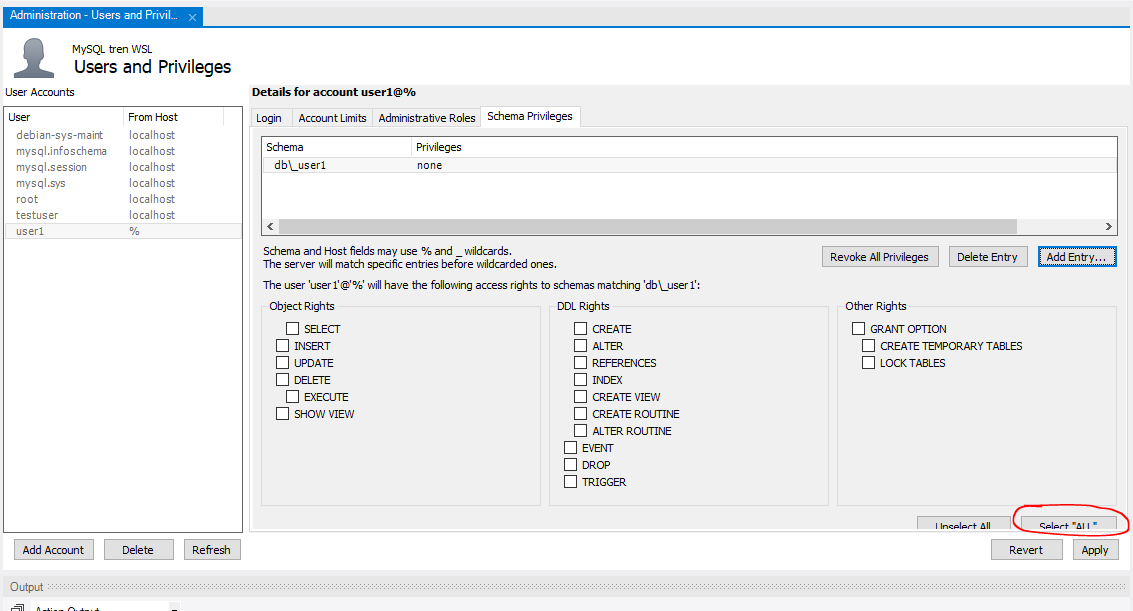 Administration - Users and Privil...
MySQL tren WSL
Users and Privileges
User Accounts
User From Host
debian-sys-maint localhost
mysql.infoschema localhost
mysql.session localhost
mysql.sys localhost
root localhost
testuser localhost
user1 %
Add Account Delete Refresh
Details for account user1@%
Login Account Limits Administrative Roles Schema Privileges
Schema Privileges
db\_user1 none
Schema and Host fields may use % and _ wildcards.
The server will match specific entries before wildcarded ones.
Revoke All Privileges Delete Entry Add Entry...
The user 'user1'@'%' will have the following access rights to schemas matching 'db\_user1':
Object Rights
SELECT
INSERT
UPDATE
DELETE
EXECUTE
SHOW VIEW
DDL Rights
CREATE
ALTER
REFERENCES
INDEX
CREATE VIEW
CREATE ROUTINE
ALTER ROUTINE
EVENT
DROP
TRIGGER
Other Rights
GRANT OPTION
CREATE TEMPORARY TABLES
LOCK TABLES
Unselect All Select "ALL"
Revert Apply
Output
Action Output